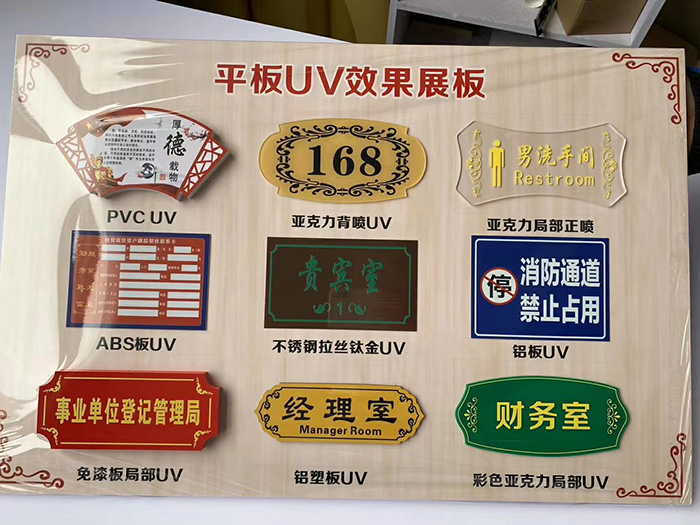 平板UV效果展板
厚
德
载物
PVC UV
168
亚克力背喷UV
男洗手间
Restroom
亚克力局部正喷
ABS板UV
贵宾室
1
不锈钢拉丝钛金UV
停
消防通道
禁止占用
铝板UV
事业单位登记管理局
免漆板局部UV
经理室
Manager Room
铝塑板UV
财务室
彩色亚克力局部UV